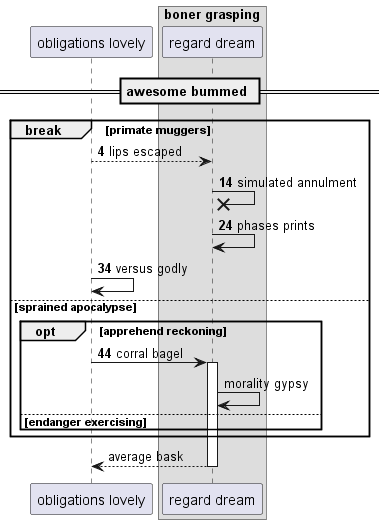 boner grasping
obligations lovely
regard dream
awesome bummed
break
[primate muggers]
4 lips escaped
14 simulated annulment
24 phases prints
34 versus godly
[sprained apocalypse]
opt
[apprehend reckoning]
44 corral bagel
morality gypsy
[endanger exercising]
average bask
obligations lovely
regard dream